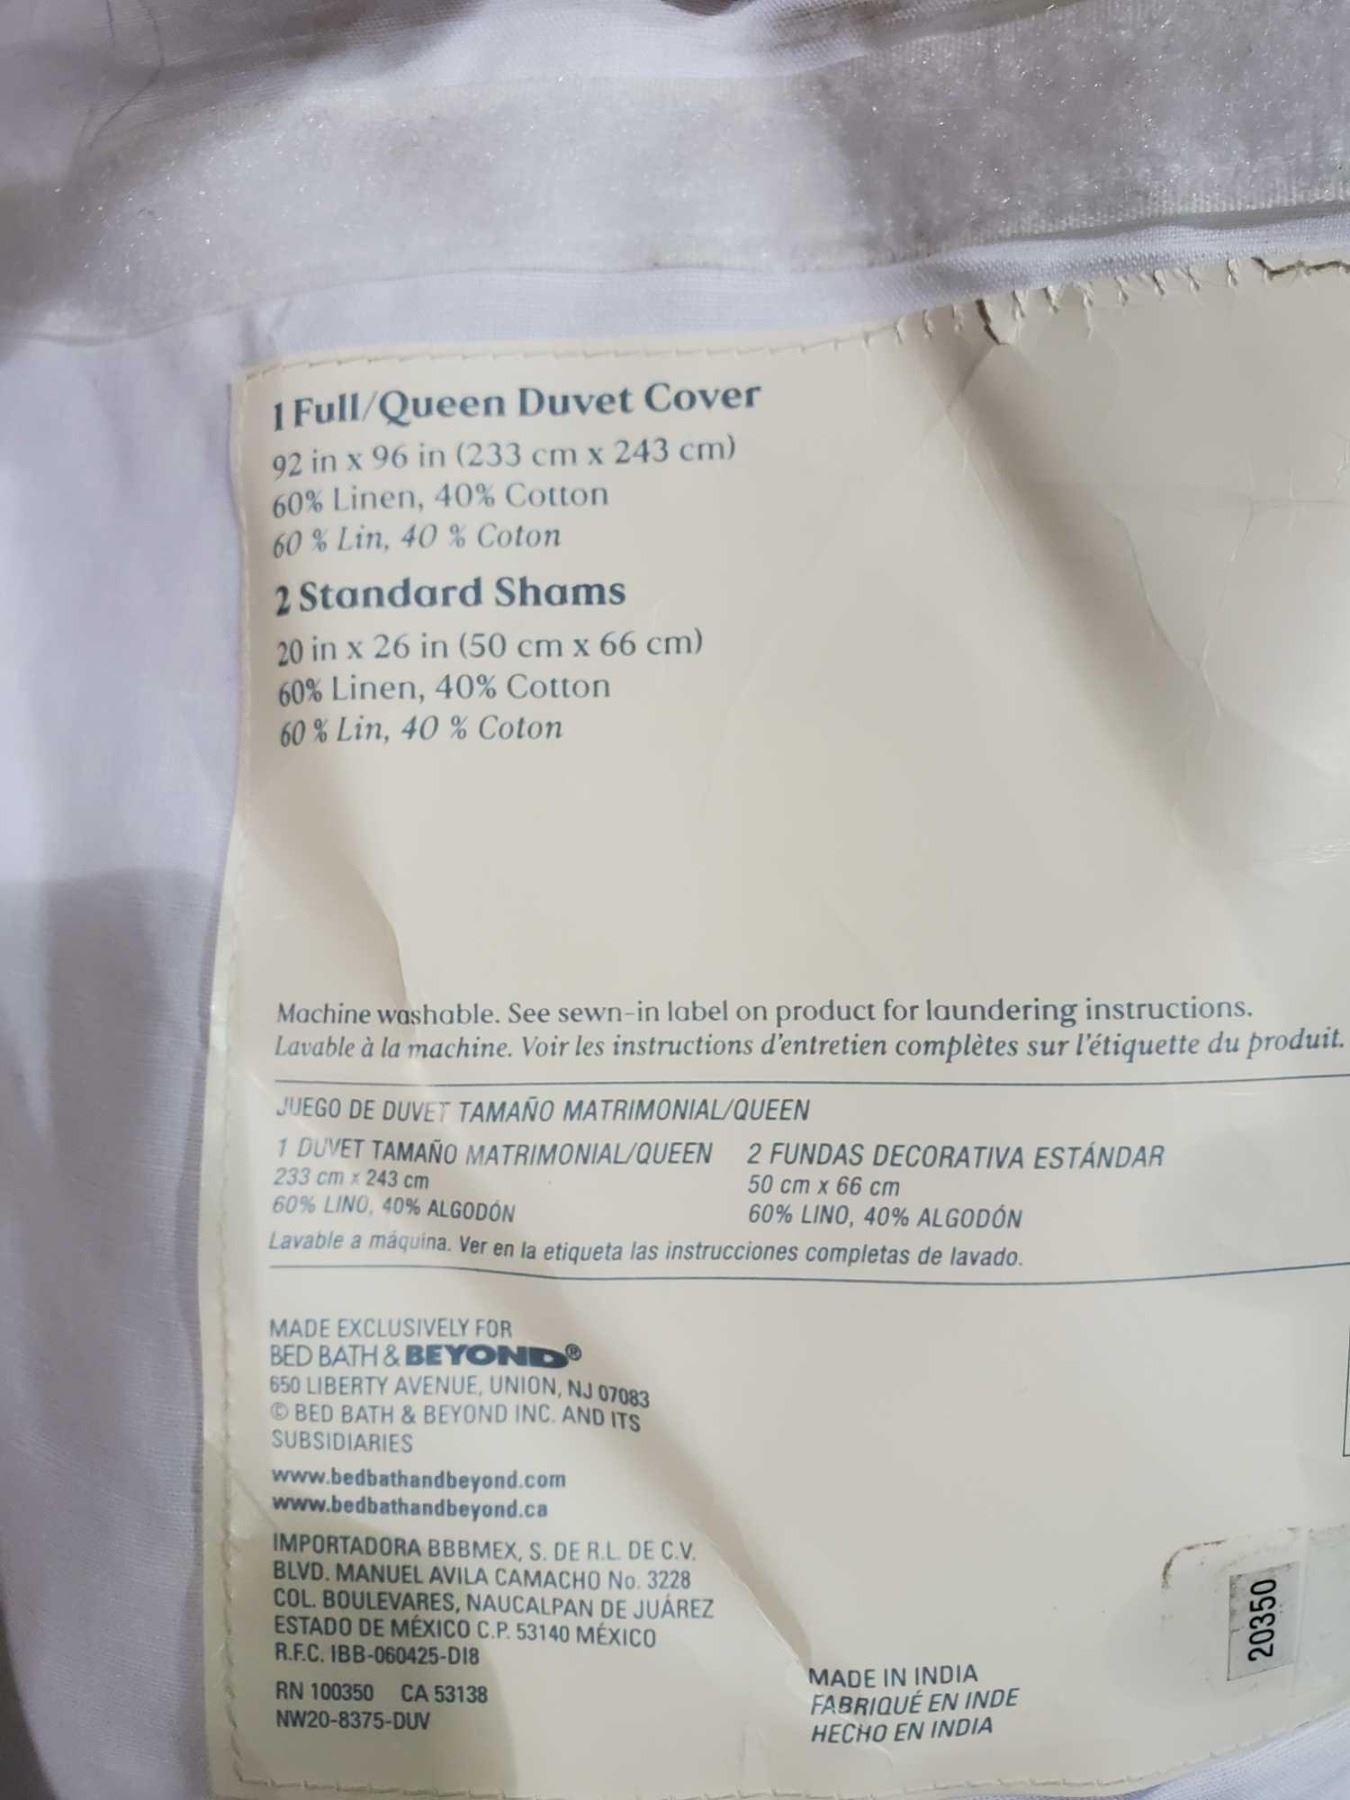 1 Full/Queen Duvet Cover
92 in x 96 in (233 cm x 243 cm)
60% Linen, 40% Cotton
60 % Lin, 40 % Coton
2 Standard Shams
20 in x 26 in (50 cm x 66 cm)
60% Linen, 40% Cotton
60 % Lin, 40 % Coton
Machine washable. See sewn-in label on product for laundering instructions.
Lavable à la machine. Voir les instructions d'entretien complètes sur l'étiquette du produit.
JUEGO DE DUVET TAMAÑO MATRIMONIAL/QUEEN
1 DUVET TAMAÑO MATRIMONIAL/QUEEN
233 cm x 243 cm
60% LINO, 40% ALGODÓN
2 FUNDAS DECORATIVA ESTÁNDAR
50 cm x 66 cm
60% LINO, 40% ALGODÓN
Lavable a máquina. Ver en la etiqueta las instrucciones completas de lavado.
MADE EXCLUSIVELY FOR
BED BATH & BEYOND®
650 LIBERTY AVENUE, UNION, NJ 07083
© BED BATH & BEYOND INC. AND ITS
SUBSIDIARIES
www.bedbathandbeyond.com
www.bedbathandbeyond.ca
IMPORTADORA BBBMEX, S. DE R.L. DE C.V.
BLVD. MANUEL AVILA CAMACHO No. 3228
COL. BOULEVARES, NAUCALPAN DE JUÁREZ
ESTADO DE MÉXICO C.P. 53140 MÉXICO
R.F.C. IBB-060425-DI8
RN 100350 CA 53138
NW20-8375-DUV
MADE IN INDIA
FABRIQUÉ EN INDE
HECHO EN INDIA
20350